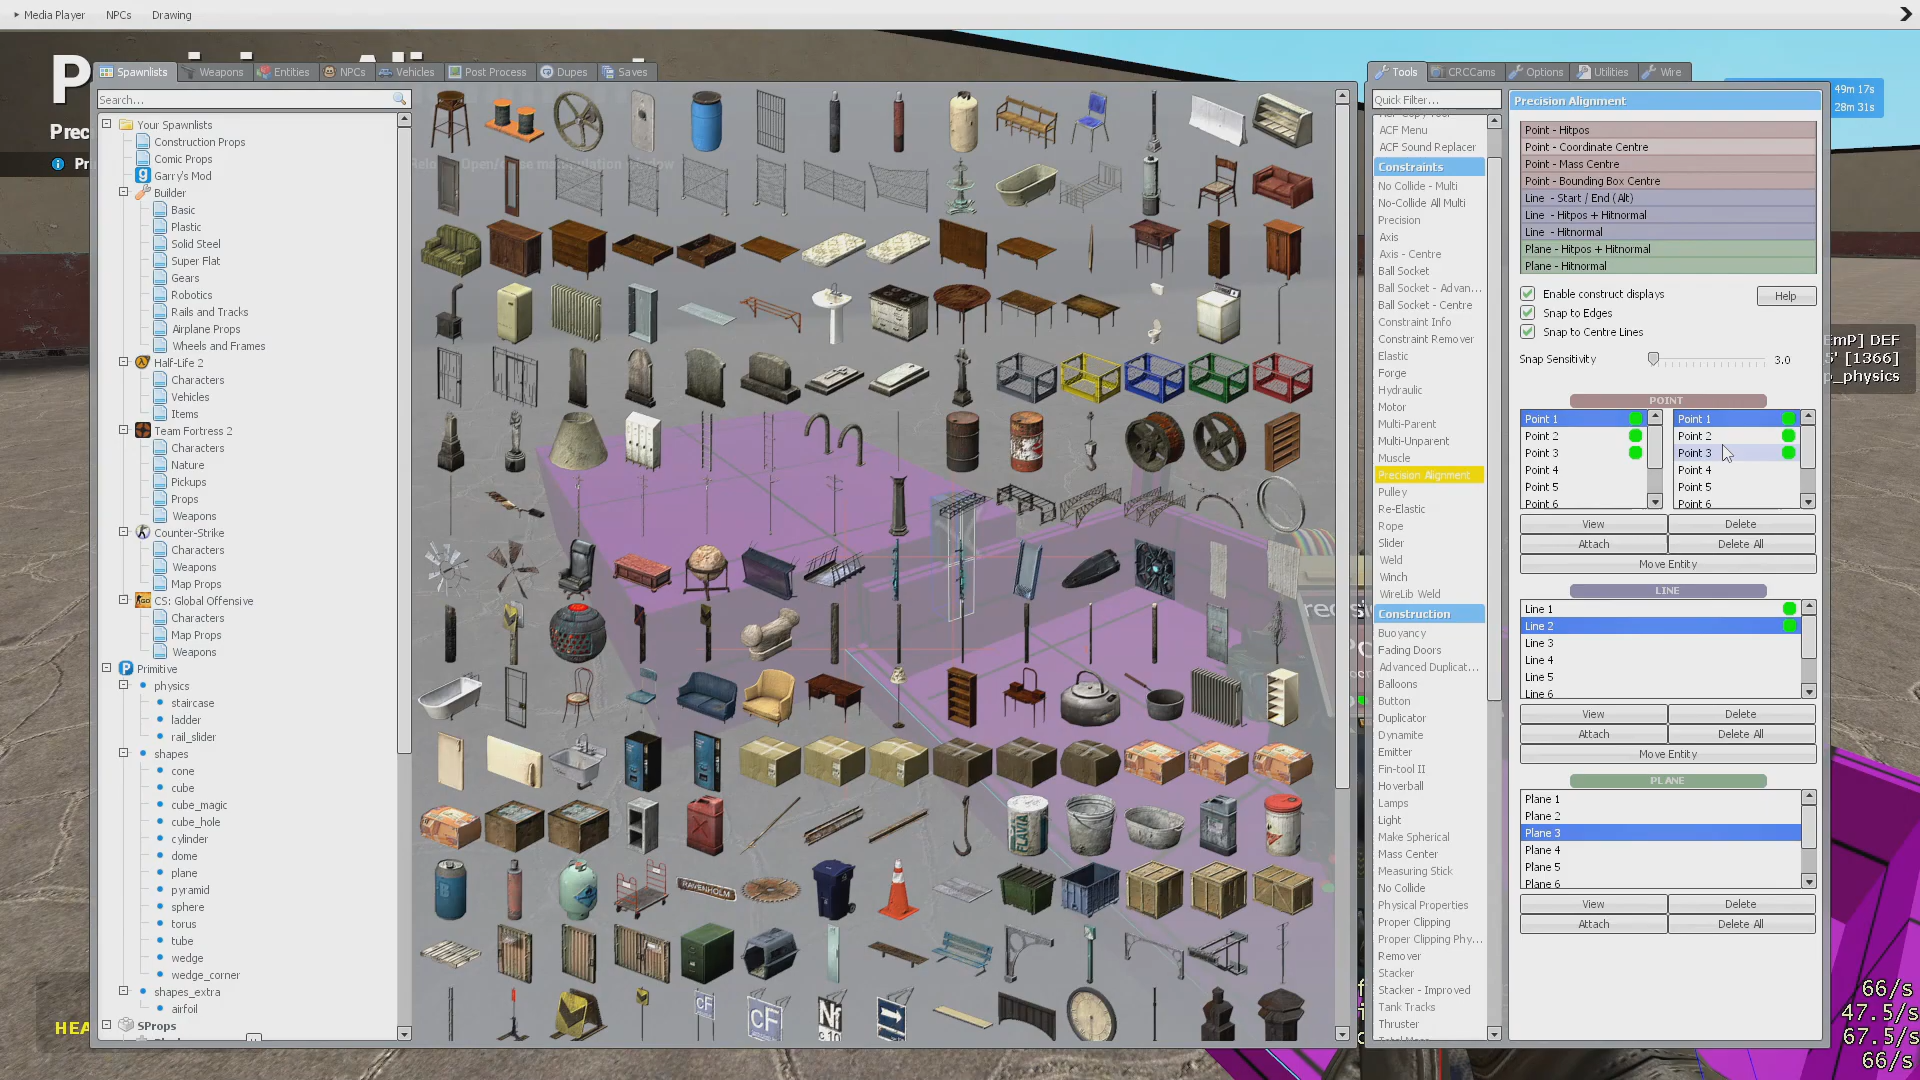 Media Player
NPCs
Drawing
Spawnlists
Weapons
Entities
NPCs
Vehicles
Post Process
Dupes
Saves
Search...
Your Spawnlists
Construction Props
Comic Props
Garry's Mod
Builder
Basic
Plastic
Solid Steel
Super Flat
Gears
Robotics
Rails and Tracks
Airplane Props
Wheels and Frames
Half-Life 2
Characters
Vehicles
Items
Team Fortress 2
Characters
Nature
Pickups
Props
Weapons
Counter-Strike
Characters
Weapons
Map Props
CS: Global Offensive
Characters
Map Props
Weapons
Primitive
physics
staircase
ladder
rail_slider
shapes
cone
cube
cube_magic
cube_hole
cylinder
dome
plane
pyramid
sphere
torus
tube
wedge
wedge_corner
shapes_extra
airfoil
SProps
HEA
FLAVIA
RAVENHOLM
CF
CF
Nf
Tools
CRCCams
Options
Utilities
Wire
Quick Filter...
ACF Menu
ACF Sound Replacer
Constraints
No Collide - Multi
No-Collide All Multi
Precision
Axis
Axis - Centre
Ball Socket
Ball Socket - Advan...
Ball Socket - Centre
Constraint Info
Constraint Remover
Elastic
Forge
Hydraulic
Motor
Multi-Parent
Multi-Unparent
Muscle
Precision Alignment
Pulley
Re-Elastic
Rope
Slider
Weld
Winch
WireLib Weld
Construction
Buoyancy
Fading Doors
Advanced Duplicat...
Balloons
Button
Duplicator
Dynamite
Emitter
Fin-tool II
Hoverball
Lamps
Light
Make Spherical
Mass Center
Measuring Stick
No Collide
Physical Properties
Proper Clipping
Proper Clipping Phy...
Remover
Stacker
Stacker - Improved
Tank Tracks
Thruster
Precision Alignment
Point - Hitpos
Point - Coordinate Centre
Point - Mass Centre
Point - Bounding Box Centre
Line - Start / End (Alt)
Line - Hitpos + Hitnormal
Line - Hitnormal
Plane - Hitpos + Hitnormal
Plane - Hitnormal
Enable construct displays
Help
Snap to Edges
Snap to Centre Lines
Snap Sensitivity 3.0
POINT
Point 1 Point 1
Point 2 Point 2
Point 3 Point 3
Point 4 Point 4
Point 5 Point 5
Point 6 Point 6
View Delete
Attach Delete All
Move Entity
LINE
Line 1
Line 2
Line 3
Line 4
Line 5
Line 6
View Delete
Attach Delete All
Move Entity
PLANE
Plane 1
Plane 2
Plane 3
Plane 4
Plane 5
Plane 6
View Delete
Attach Delete All
49m 17s
28m 31s
EmP] DEF
5' [1366]
p_physics
66/s
47.5/s
67.5/s
66/s